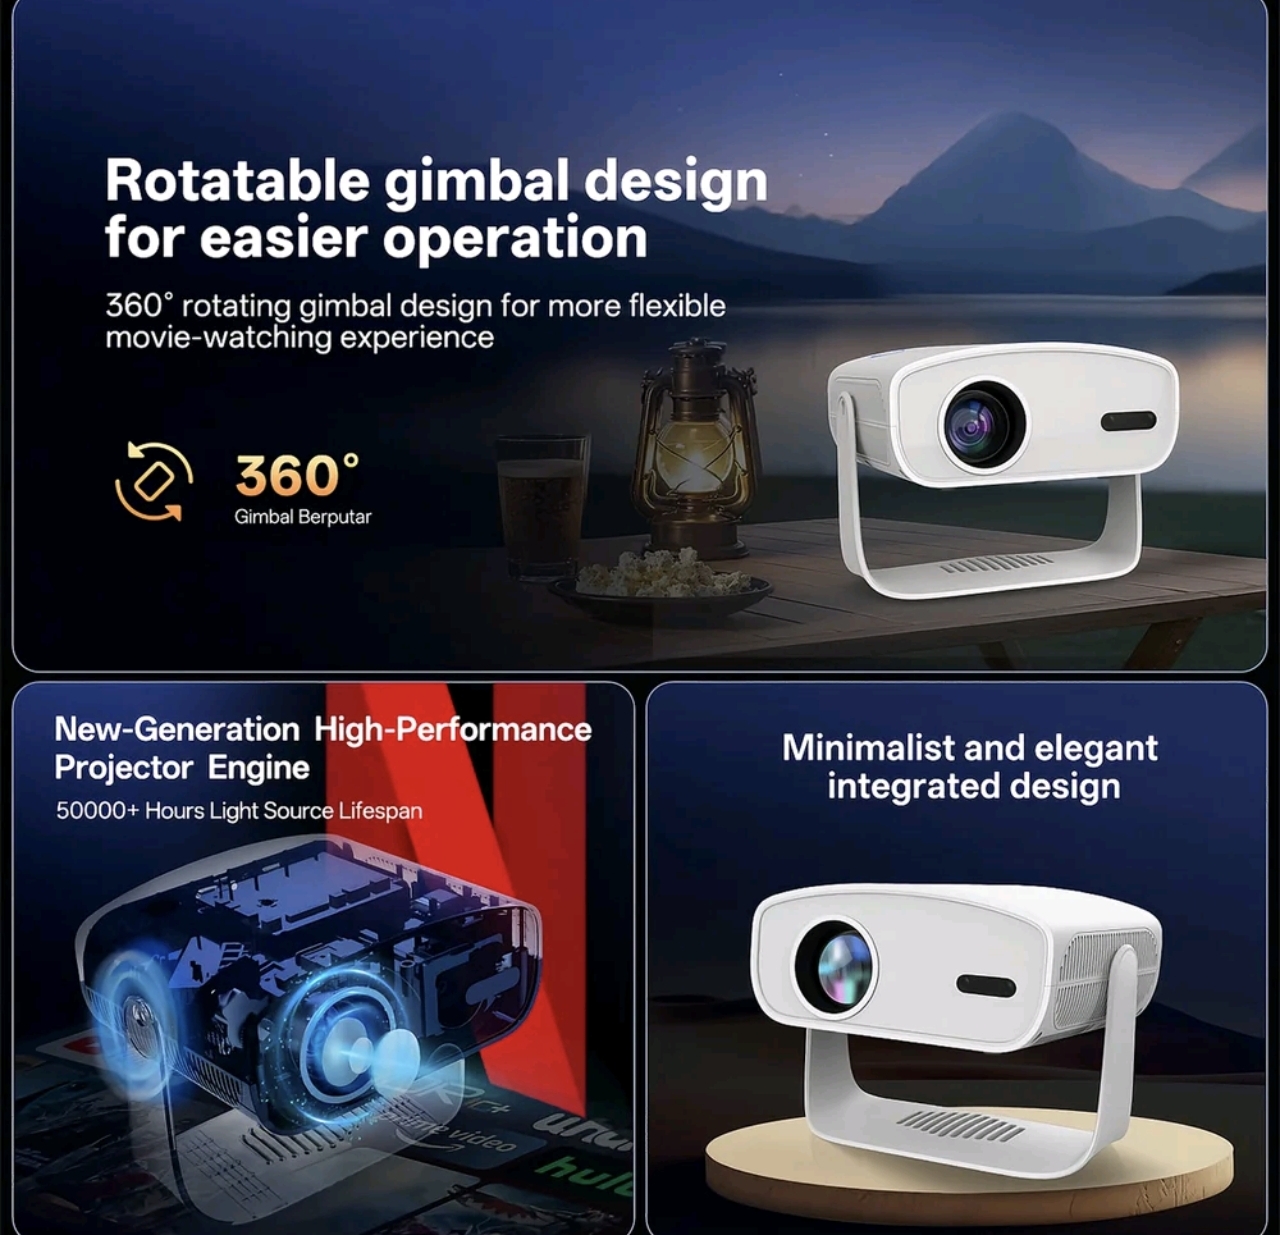 Rotatable gimbal design
for easier operation
360° rotating gimbal design for more flexible
movie-watching experience
360°
Gimbal Berputar
New-Generation High-Performance
Projector Engine
50000+ Hours Light Source Lifespan
prime video
hulu
Minimalist and elegant
integrated design